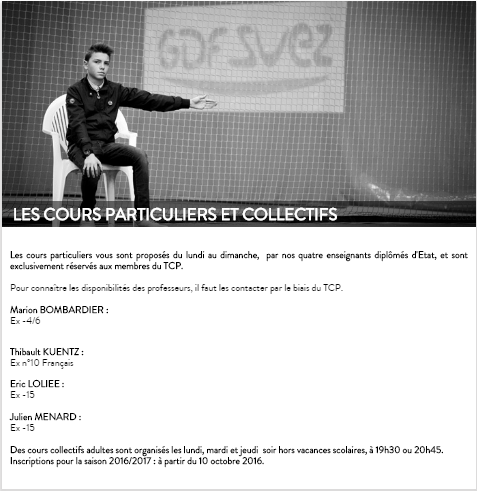 GDF SUEZ
LES COURS PARTICULIERS ET COLLECTIFS
Les cours particuliers vous sont proposés du lundi au dimanche, par nos quatre enseignants diplômés d'Etat, et sont
exclusivement réservés aux membres du TCP.
Pour connaître les disponibilités des professeurs, il faut les contacter par le biais du TCP.
Marion BOMBARDIER :
Ex -4/6
Thibault KUENTZ :
Ex n°10 Français
Eric LOLIEE :
Ex -15
Julien MENARD :
Ex -15
Des cours collectifs adultes sont organisés les lundi, mardi et jeudi soir hors vacances scolaires, à 19h30 ou 20h45.
Inscriptions pour la saison 2016/2017 : à partir du 10 octobre 2016.